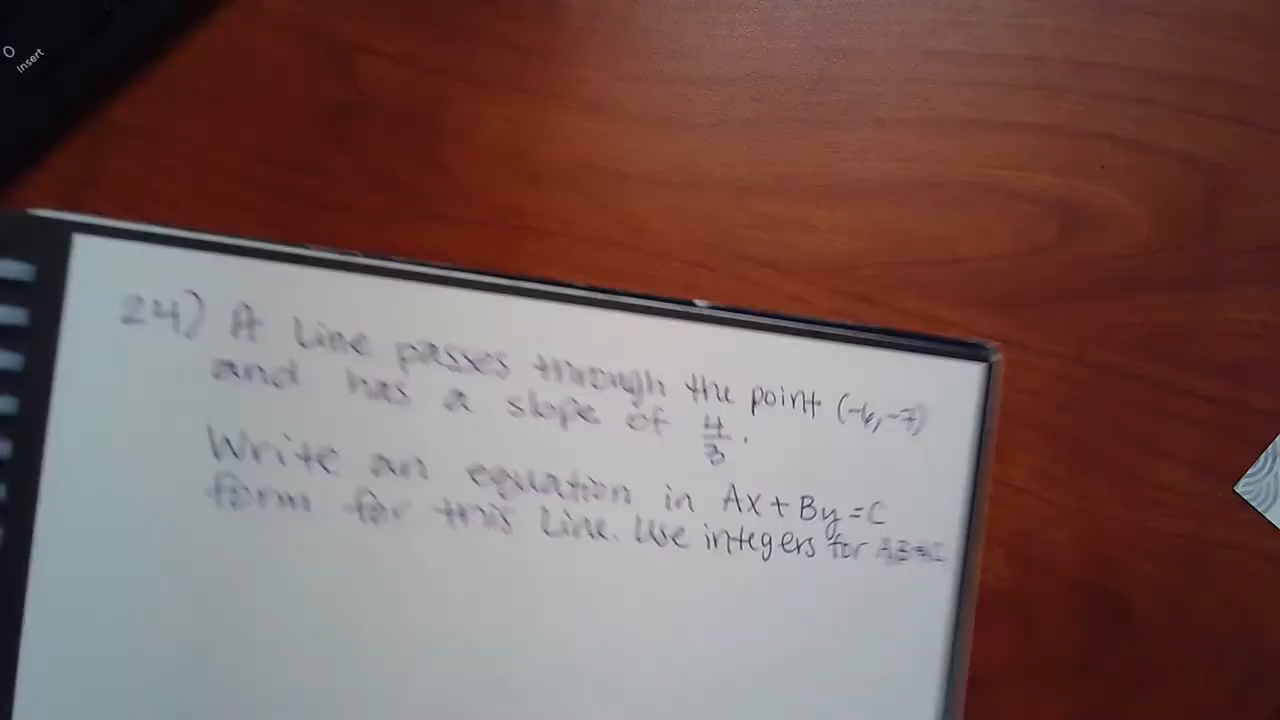 Insert
24) A Line passes through the point (-6,-7)
and has a slope of 4/3.
Write an equation in Ax + By = C
form for this Line. Use integers for A,B &C